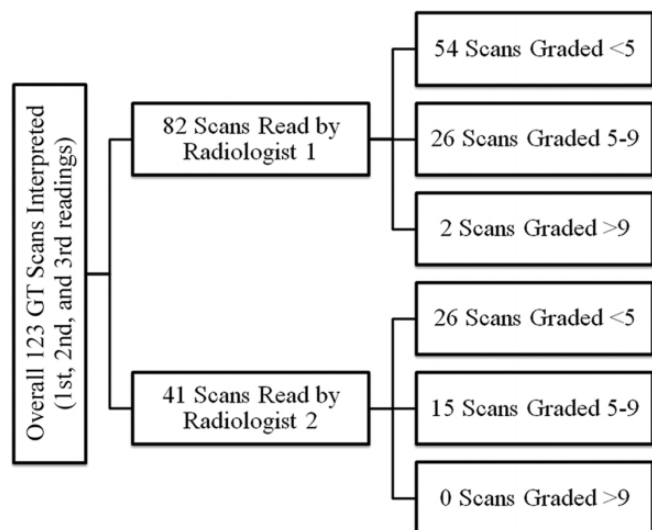 Overall 123 GT Scans Interpreted
(1st, 2nd, and 3rd readings)
82 Scans Read by
Radiologist 1
54 Scans Graded <5
26 Scans Graded 5-9
2 Scans Graded >9
41 Scans Read by
Radiologist 2
26 Scans Graded <5
15 Scans Graded 5-9
0 Scans Graded >9